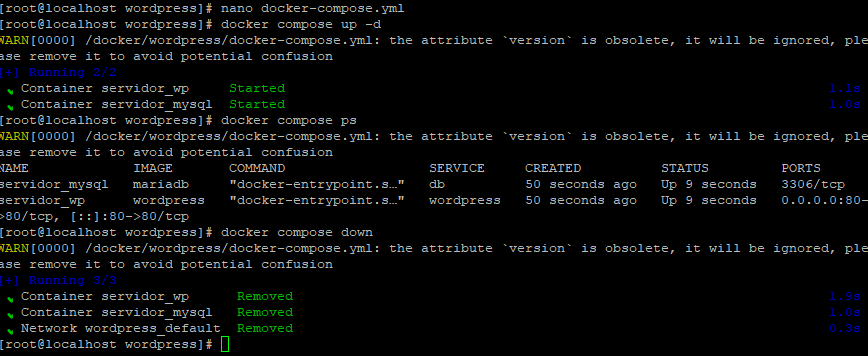 [root@localhost wordpress]# nano docker-compose.yml
[root@localhost wordpress]# docker compose up -d
WARN[0000] /docker/wordpress/docker-compose.yml: the attribute `version` is obsolete, it will be ignored, ple
ase remove it to avoid potential confusion
[+] Running 2/2
✔ Container servidor_wp Started 1.1s
✔ Container servidor_mysql Started 1.0s
[root@localhost wordpress]# docker compose ps
WARN[0000] /docker/wordpress/docker-compose.yml: the attribute `version` is obsolete, it will be ignored, ple
ase remove it to avoid potential confusion
NAME IMAGE COMMAND SERVICE CREATED STATUS PORTS
servidor_mysql mariadb "docker-entrypoint.s…" db 50 seconds ago Up 9 seconds 3306/tcp
servidor_wp wordpress "docker-entrypoint.s…" wordpress 50 seconds ago Up 9 seconds 0.0.0.0:80-
>80/tcp, [::]:80->80/tcp
[root@localhost wordpress]# docker compose down
WARN[0000] /docker/wordpress/docker-compose.yml: the attribute `version` is obsolete, it will be ignored, ple
ase remove it to avoid potential confusion
[+] Running 3/3
✔ Container servidor_wp Removed 1.9s
✔ Container servidor_mysql Removed 1.0s
✔ Network wordpress_default Removed 0.3s
[root@localhost wordpress]#